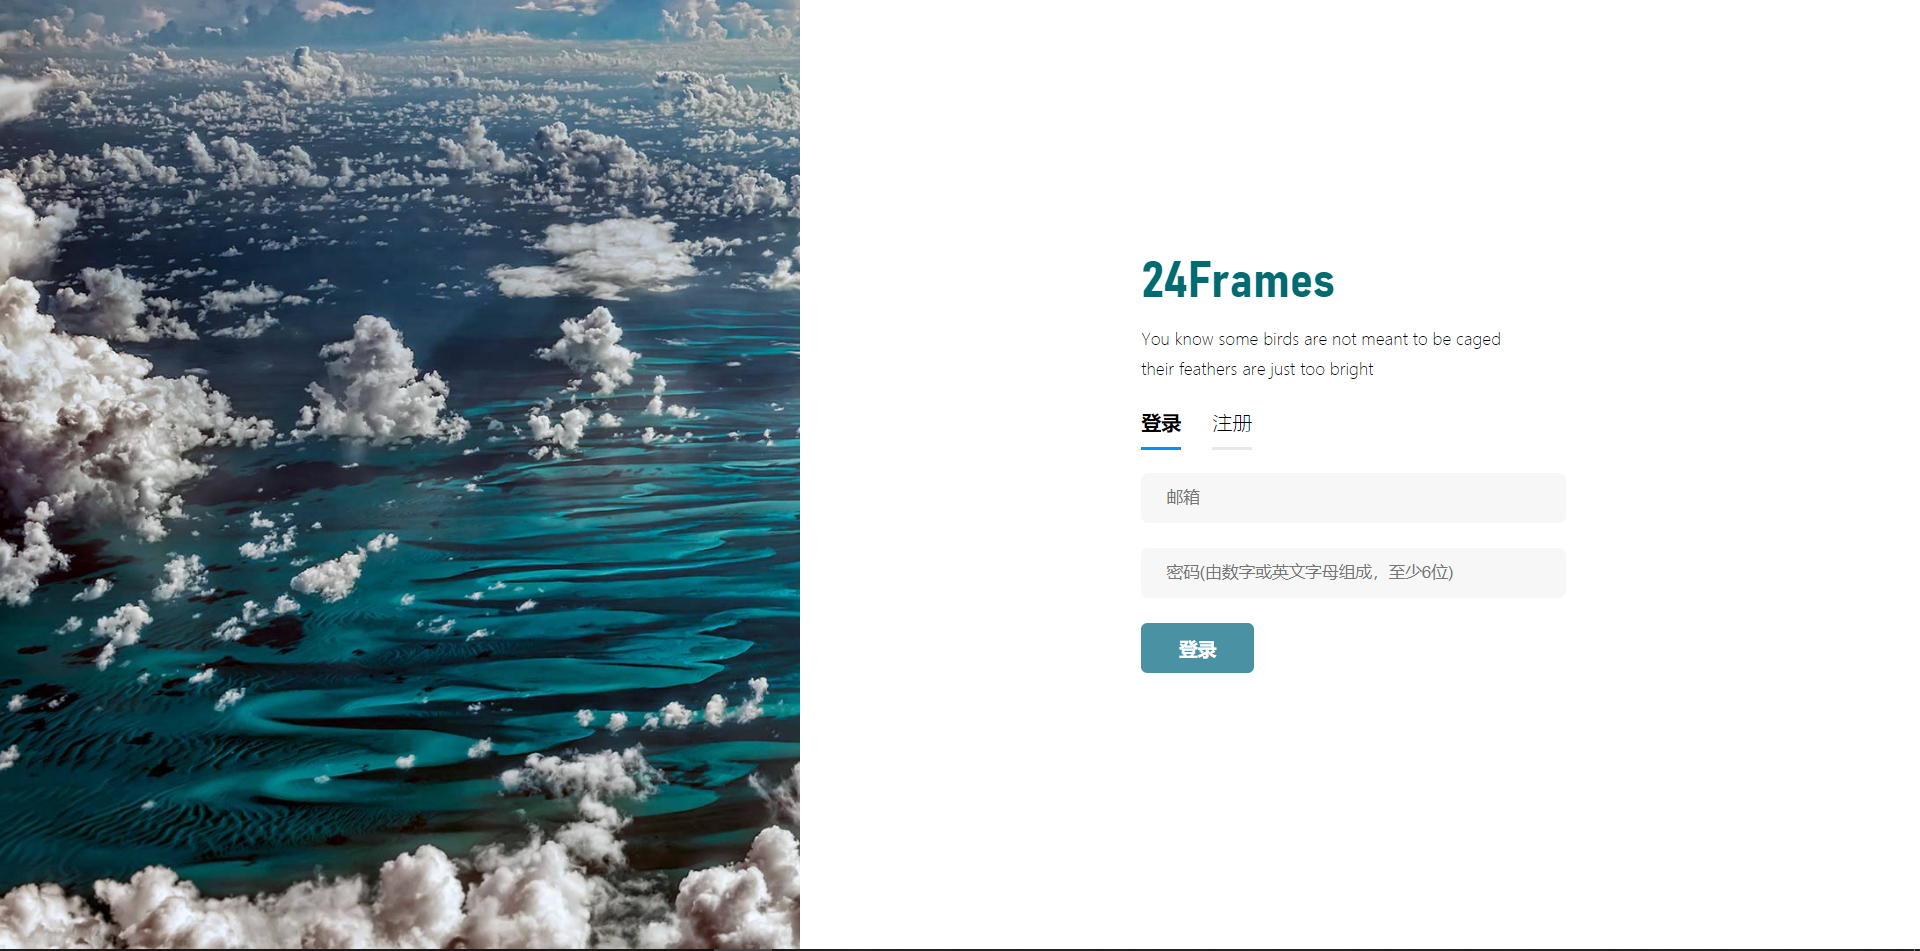 24Frames
You know some birds are not meant to be caged
their feathers are just too bright
登录 注册
邮箱
密码(由数字或英文字母组成，至少6位)
登录